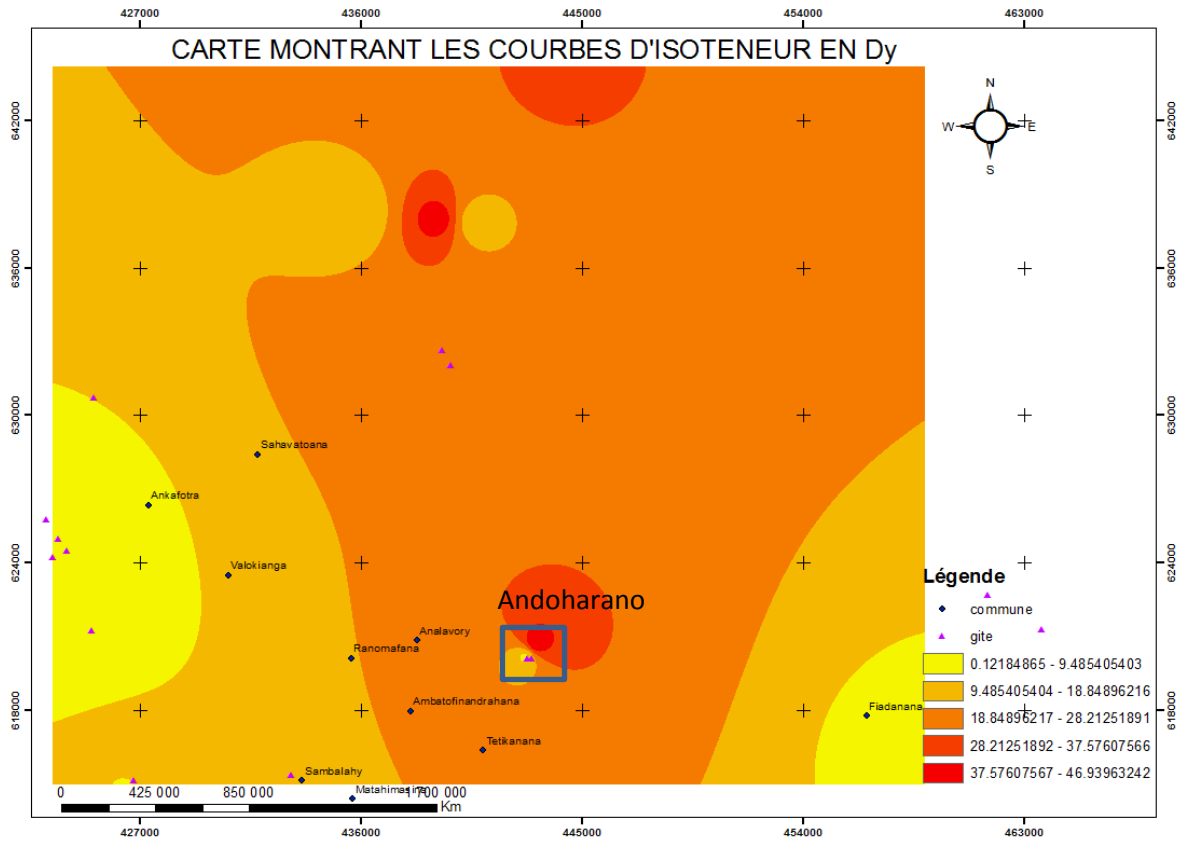 427000 436000 445000 454000 463000
CARTE MONTRANT LES COURBES D'ISOTENEUR EN Dy
N
W E
S
642000 642000
636000 636000
630000 630000
Sahavatoana
Ankafotra
624000 624000
Valokianga
Légende
Andoharano
commune
Analavory
gite
Ranomafana
0.12184865 - 9.485405403
9.485405404 - 18.84896216
Ambatofinandrahana
Fiadanana
618000 618000
18.84896217 - 28.21251891
Tetikanana
28.21251892 - 37.57607566
Sambalahy
37.57607567 - 46.93963242
0 425 000 850 000 1 700 000
Km
427000 436000 445000 454000 463000